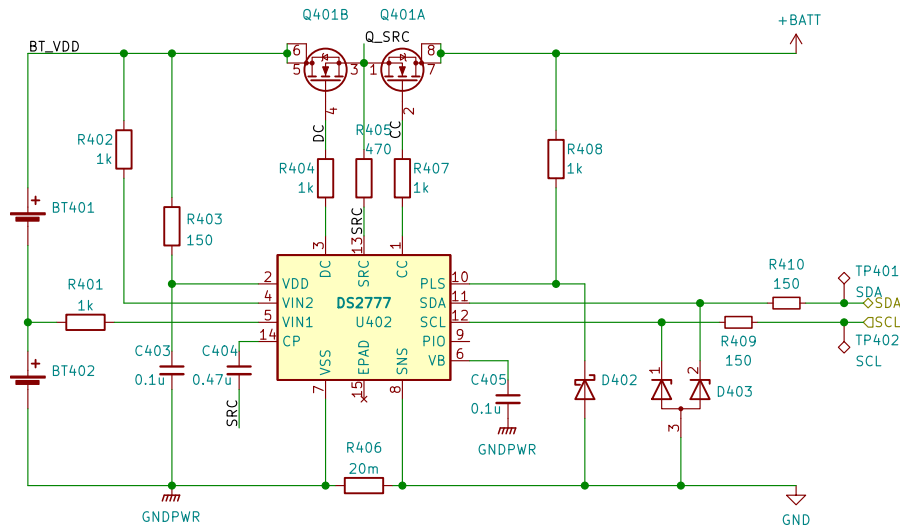 Q401B
Q401A
+BATT
BT_VDD
Q_SRC
6
5
3
1
8
7
4
2
DC
CC
R402
1k
R405
470
R404
1k
R407
1k
R408
1k
BT401
R403
150
SRC
3
13
1
DC
SRC
CC
R401
1k
2
VDD
4
VIN2
5
VIN1
14
CP
DS2777
U402
PLS
10
SDA
11
SCL
12
PIO
9
VB
6
VSS
EPAD
SNS
7
15
8
R410
150
TP401
SDA
SDA
SCL
R409
150
TP402
SCL
BT402
C403
0.1u
C404
0.47u
SRC
C405
0.1u
GNDPWR
D402
1
2
D403
3
R406
20m
GNDPWR
GND